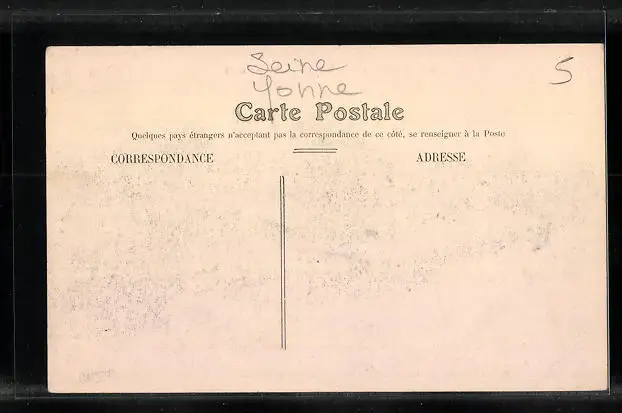 Seine
Yonne
5
Carte Postale
Quelques pays étrangers n'acceptant pas la correspondance de ce côté, se renseigner à la Poste
CORRESPONDANCE
ADRESSE